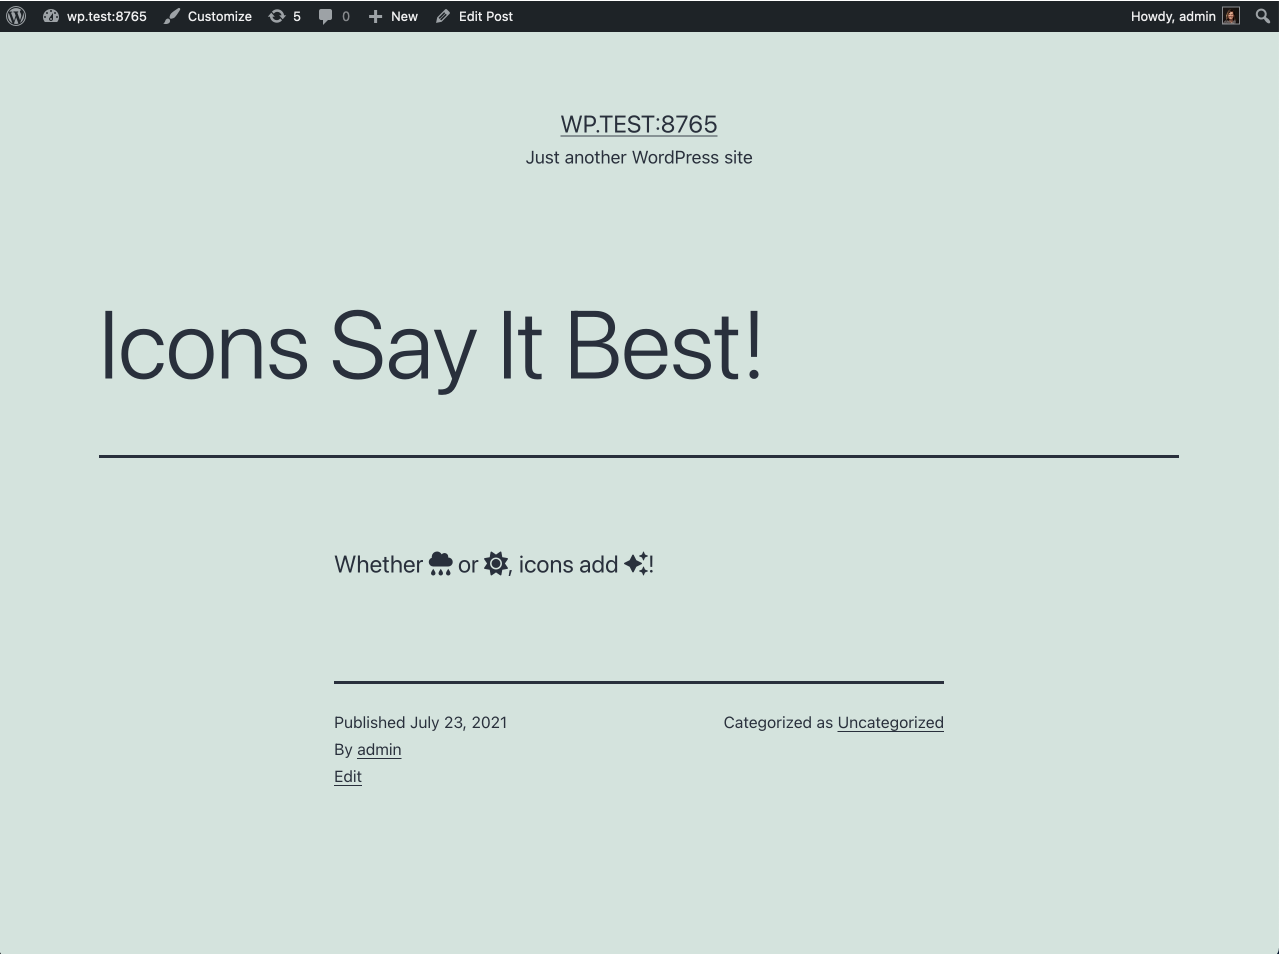 wp.test:8765 Customize 5 0 New Edit Post Howdy, admin
WP.TEST:8765
Just another WordPress site
Icons Say It Best!
Whether or , icons add !
Published July 23, 2021 Categorized as Uncategorized
By admin
Edit